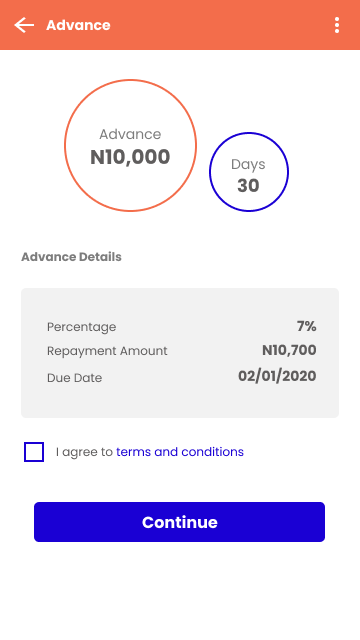 Advance
Advance
N10,000
Days
30
Advance Details
Percentage 7%
Repayment Amount N10,700
Due Date 02/01/2020
I agree to terms and conditions
Continue